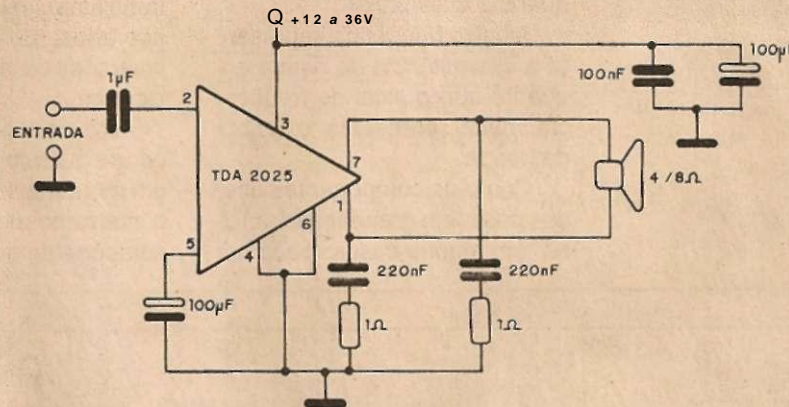 Q +12 a 36V
1µF
2
ENTRADA
3
TDA 2025
7
1
6
4
5
100µF
220nF
1Ω
220nF
1Ω
4/8Ω
100nF
100µ